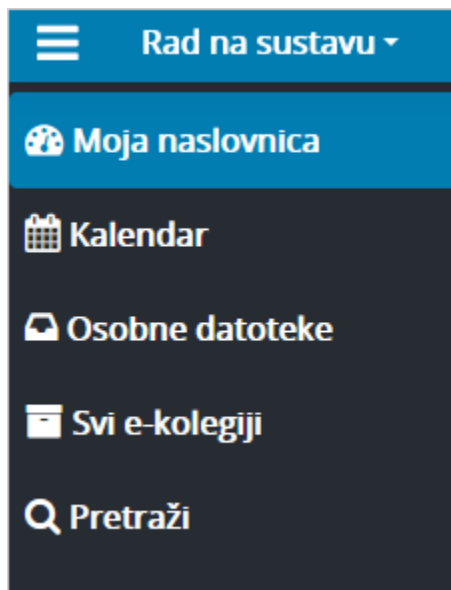 Rad na sustavu
Moja naslovnica
Kalendar
Osobne datoteke
Svi e-kolegiji
Pretraži